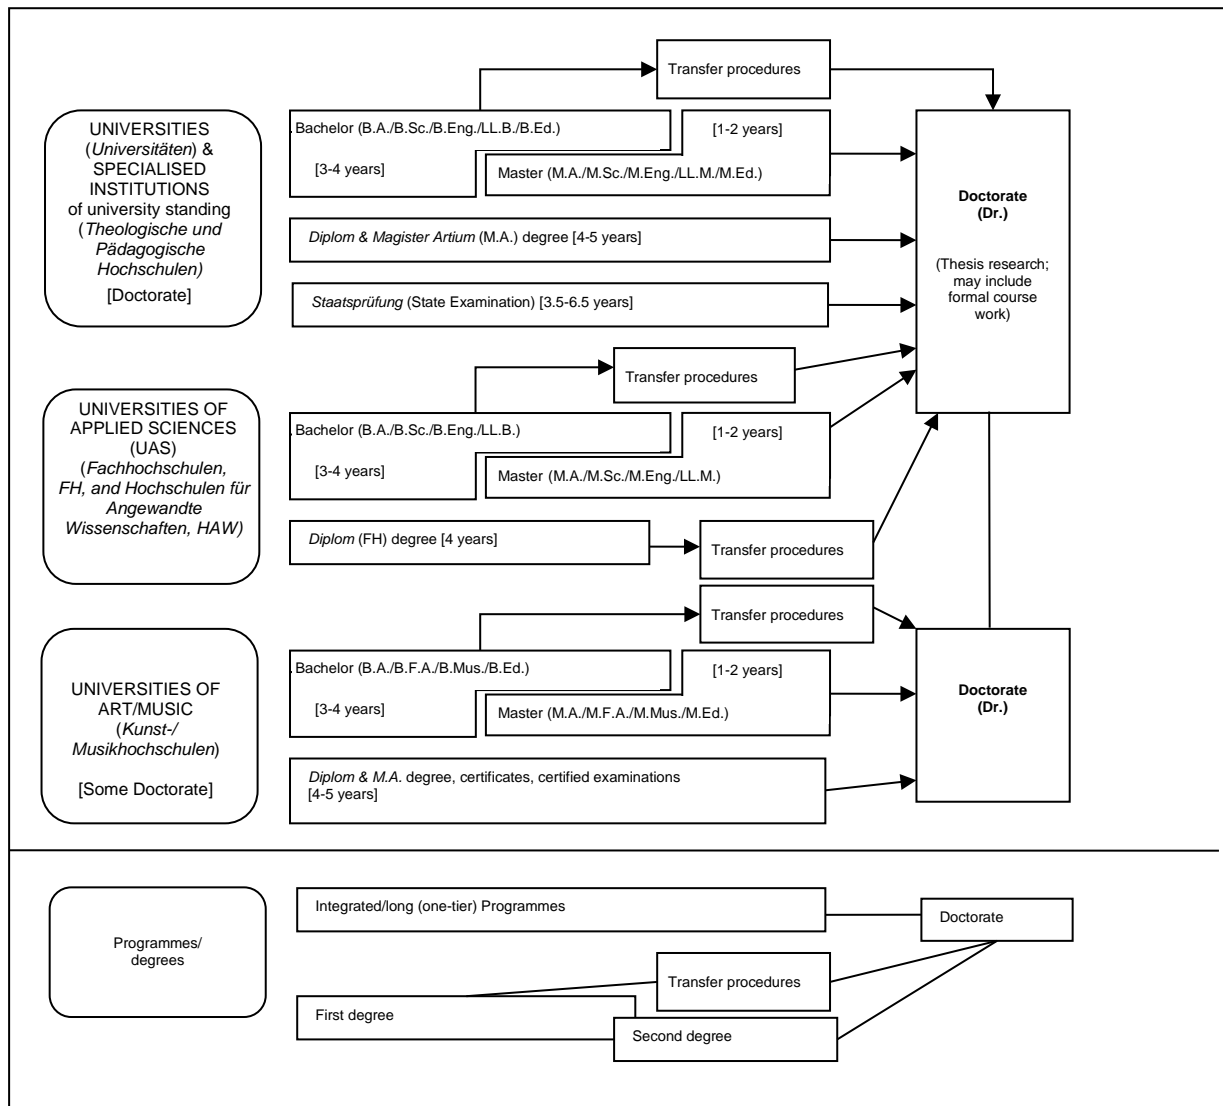 Transfer procedures
UNIVERSITIES
(Universitäten) &
SPECIALISED
INSTITUTIONS
of university standing
(Theologische und
Pädagogische
Hochschulen)
[Doctorate]
. Bachelor (B.A./B.Sc./B.Eng./LL.B./B.Ed.)
[1-2 years]
[3-4 years]
Master (M.A./M.Sc./M.Eng./LL.M./M.Ed.)
Diplom & Magister Artium (M.A.) degree [4-5 years]
Staatsprüfung (State Examination) [3.5-6.5 years]
Doctorate
(Dr.)
(Thesis research;
may include
formal course
work)
Transfer procedures
UNIVERSITIES OF
APPLIED SCIENCES
(UAS)
(Fachhochschulen,
FH, and Hochschulen für
Angewandte
Wissenschaften, HAW)
. Bachelor (B.A./B.Sc./B.Eng./LL.B.)
[1-2 years]
[3-4 years]
Master (M.A./M.Sc./M.Eng./LL.M.)
Diplom (FH) degree [4 years]
Transfer procedures
Transfer procedures
UNIVERSITIES OF
ART/MUSIC
(Kunst-/
Musikhochschulen)
[Some Doctorate]
. Bachelor (B.A./B.F.A./B.Mus./B.Ed.)
[1-2 years]
[3-4 years]
Master (M.A./M.F.A./M.Mus./M.Ed.)
Diplom & M.A. degree, certificates, certified examinations
[4-5 years]
Doctorate
(Dr.)
Programmes/
degrees
Integrated/long (one-tier) Programmes
Doctorate
Transfer procedures
First degree
Second degree